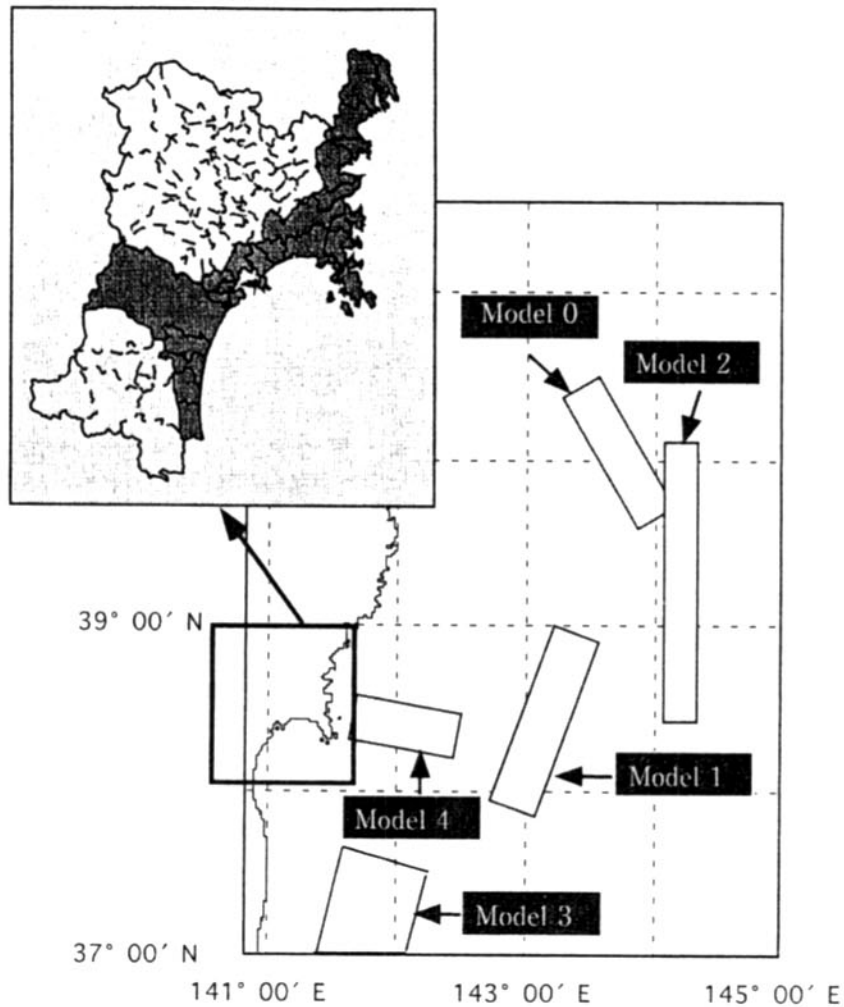 Model 0
Model 2
39° 00′ N
Model 1
Model 4
Model 3
37° 00′ N
141° 00′ E
143° 00′ E
145° 00′ E